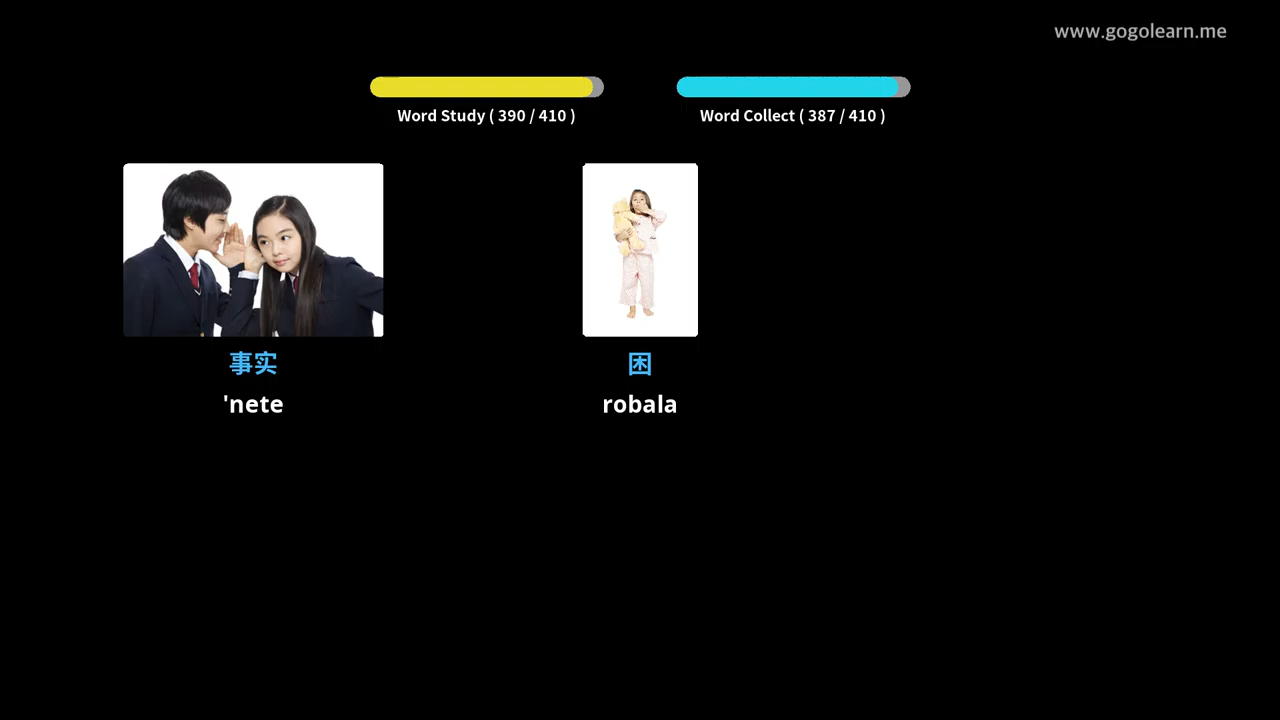 www.gogolearn.me
Word Study ( 390 / 410 )
Word Collect ( 387 / 410 )
事实
困
'nete
robala